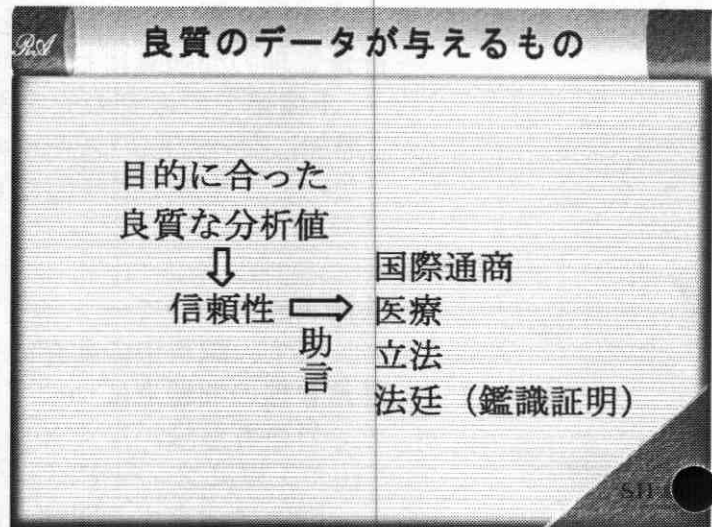 RA
良質のデータが与えるもの
目的に合った
良質な分析値
⇩
信頼性 ⇨
助言
国際通商
医療
立法
法廷（鑑識証明）
SII